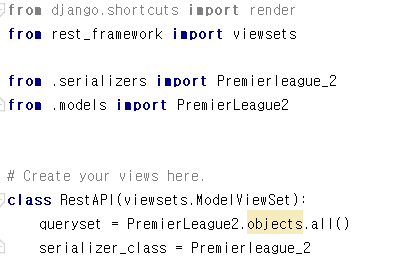 from django.shortcuts import render
from rest_framework import viewsets
from .serializers import Premierleague_2
from .models import PremierLeague2
# Create your views here.
class RestAPI(viewsets.ModelViewSet):
    queryset = PremierLeague2.objects.all()
    serializer_class = Premierleague_2